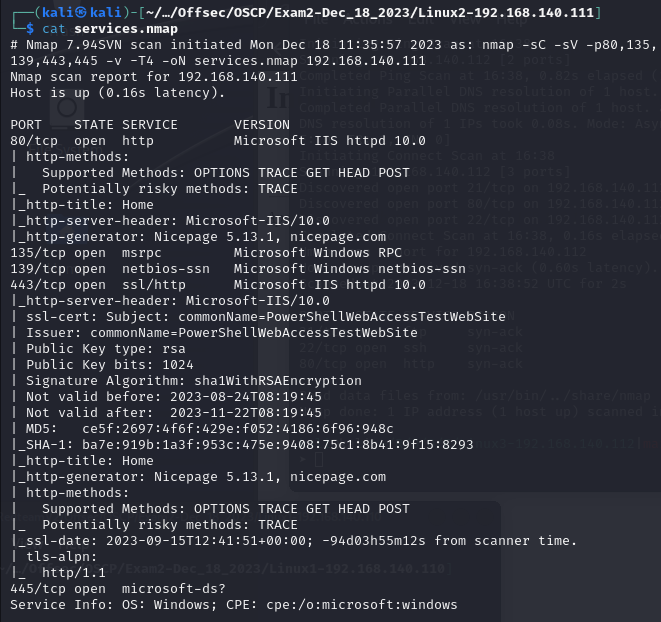 ┌──(kali㉿kali)-[~/…/Offsec/OSCP/Exam2-Dec_18_2023/Linux2-192.168.140.111]
└─$ cat services.nmap
# Nmap 7.94SVN scan initiated Mon Dec 18 11:35:57 2023 as: nmap -sC -sV -p80,135,
139,443,445 -v -T4 -oN services.nmap 192.168.140.111
Nmap scan report for 192.168.140.111
Host is up (0.16s latency).

PORT    STATE SERVICE       VERSION
80/tcp  open  http          Microsoft IIS httpd 10.0
| http-methods:
|   Supported Methods: OPTIONS TRACE GET HEAD POST
|_  Potentially risky methods: TRACE
|_http-title: Home
|_http-server-header: Microsoft-IIS/10.0
|_http-generator: Nicepage 5.13.1, nicepage.com
135/tcp open  msrpc         Microsoft Windows RPC
139/tcp open  netbios-ssn   Microsoft Windows netbios-ssn
443/tcp open  ssl/http      Microsoft IIS httpd 10.0
|_http-server-header: Microsoft-IIS/10.0
| ssl-cert: Subject: commonName=PowerShellWebAccessTestWebSite
| Issuer: commonName=PowerShellWebAccessTestWebSite
| Public Key type: rsa
| Public Key bits: 1024
| Signature Algorithm: sha1WithRSAEncryption
| Not valid before: 2023-08-24T08:19:45
| Not valid after:  2023-11-22T08:19:45
| MD5:   ce5f:2697:4f6f:429e:f052:4186:6f96:948c
|_SHA-1: ba7e:919b:1a3f:953c:475e:9408:75c1:8b41:9f15:8293
|_http-title: Home
|_http-generator: Nicepage 5.13.1, nicepage.com
| http-methods:
|   Supported Methods: OPTIONS TRACE GET HEAD POST
|_  Potentially risky methods: TRACE
|_ssl-date: 2023-09-15T12:41:51+00:00; -94d03h55m12s from scanner time.
| tls-alpn:
|_  http/1.1
445/tcp open  microsoft-ds?
Service Info: OS: Windows; CPE: cpe:/o:microsoft:windows